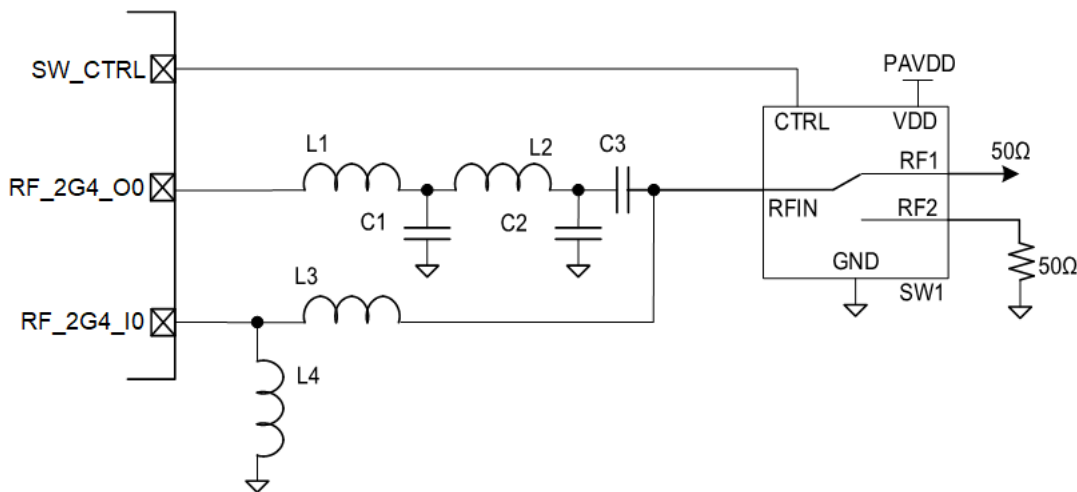 SW_CTRL
PAVDD
CTRL
VDD
L1
L2
C3
RF1
50Ω
RF_2G4_O0
RFIN
RF2
C1
C2
GND
50Ω
L3
SW1
RF_2G4_I0
L4